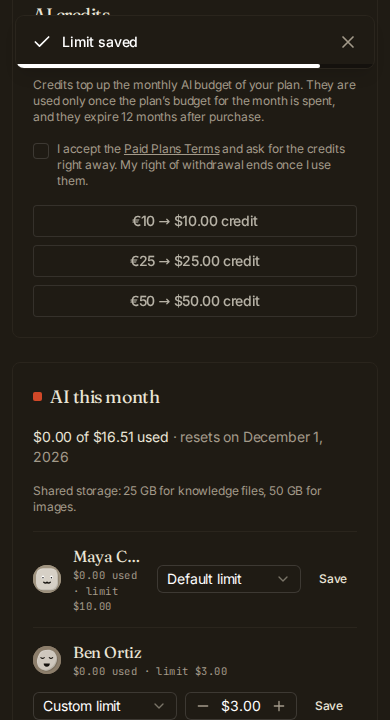 AI credits
Limit saved
Credits top up the monthly AI budget of your plan. They are
used only once the plan's budget for the month is spent,
and they expire 12 months after purchase.
I accept the Paid Plans Terms and ask for the credits
right away. My right of withdrawal ends once I use
them.
€10 → $10.00 credit
€25 → $25.00 credit
€50 → $50.00 credit
AI this month
$0.00 of $16.51 used · resets on December 1,
2026
Shared storage: 25 GB for knowledge files, 50 GB for
images.
Maya C...
$0.00 used
· limit
$10.00
Default limit
Save
Ben Ortiz
$0.00 used · limit $3.00
Custom limit
− $3.00 +
Save